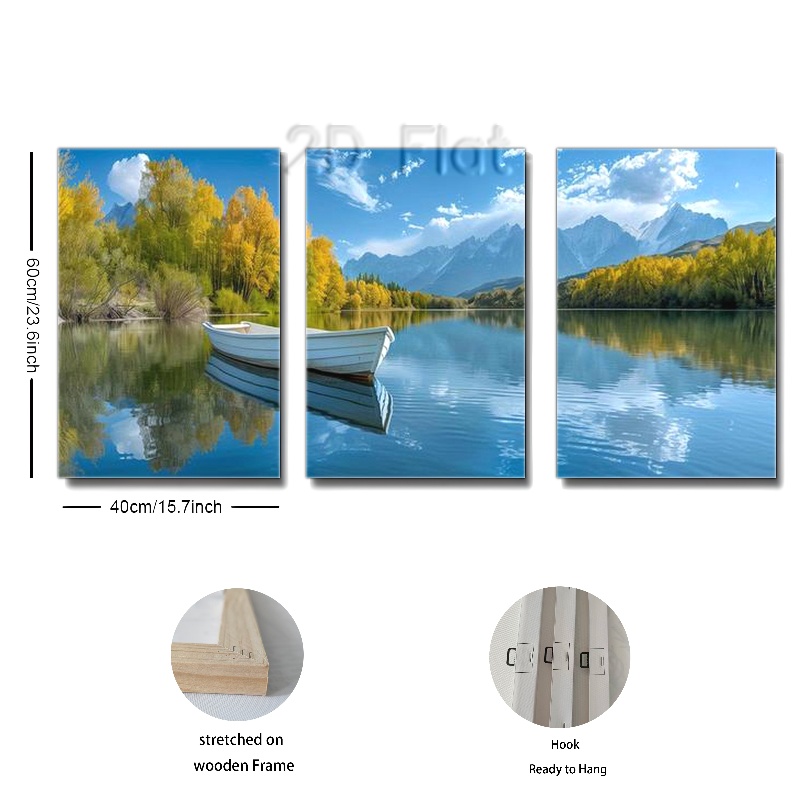 2D Flat
60cm/23.6inch
40cm/15.7inch
stretched on
wooden Frame
Hook
Ready to Hang